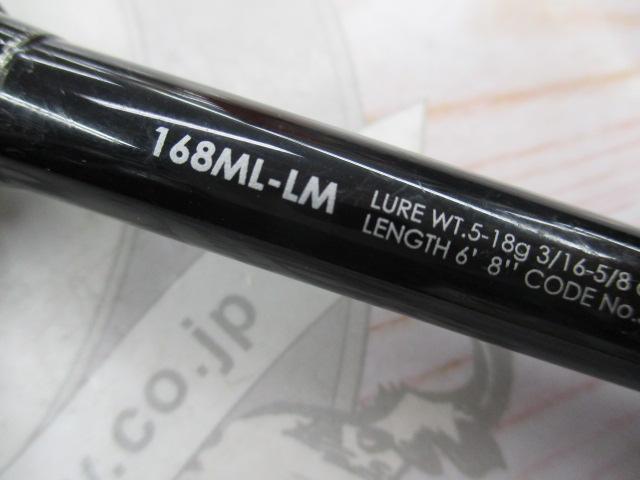 168ML-LM
LURE WT.5-18g 3/16-5/8
LENGTH 6' 8'' CODE No.
y.co.jp